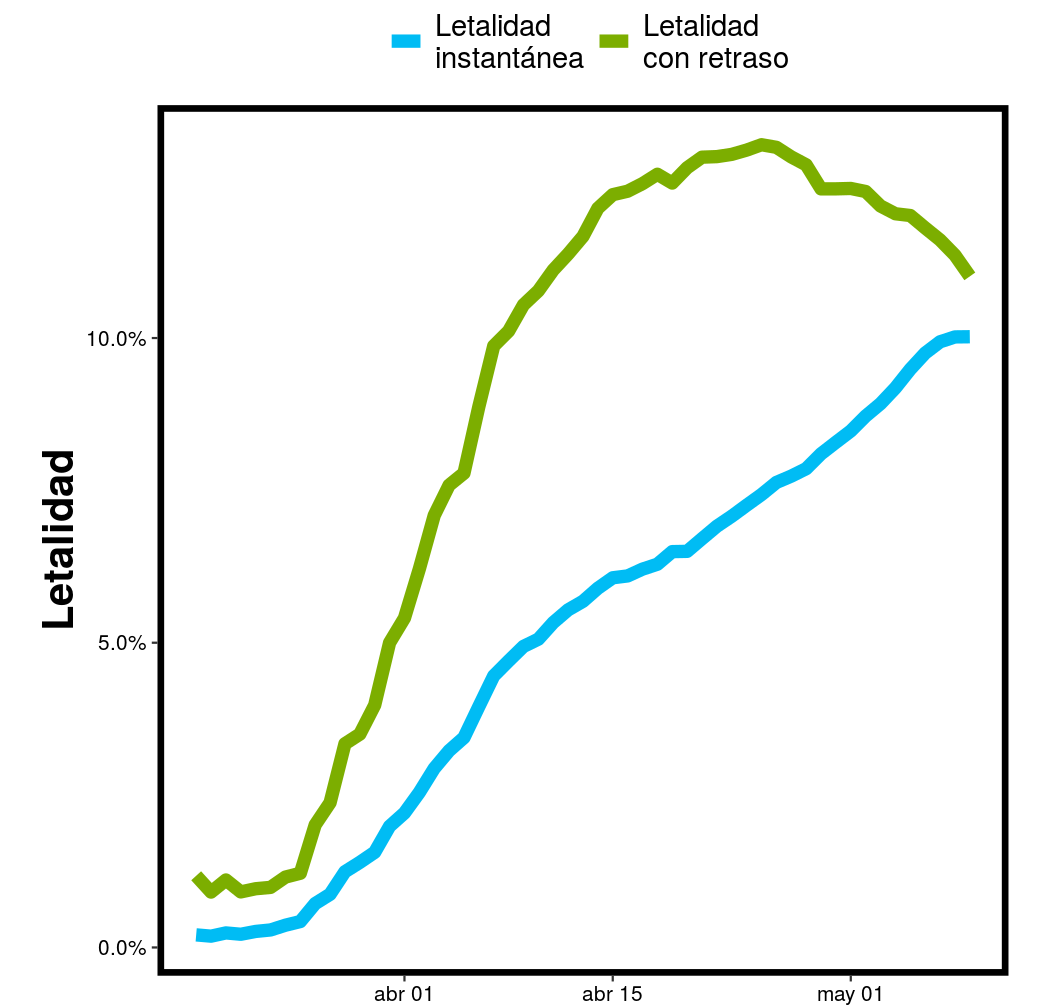 Letalidad
instantánea
Letalidad
con retraso
Letalidad
10.0%
5.0%
0.0%
abr 01
abr 15
may 01